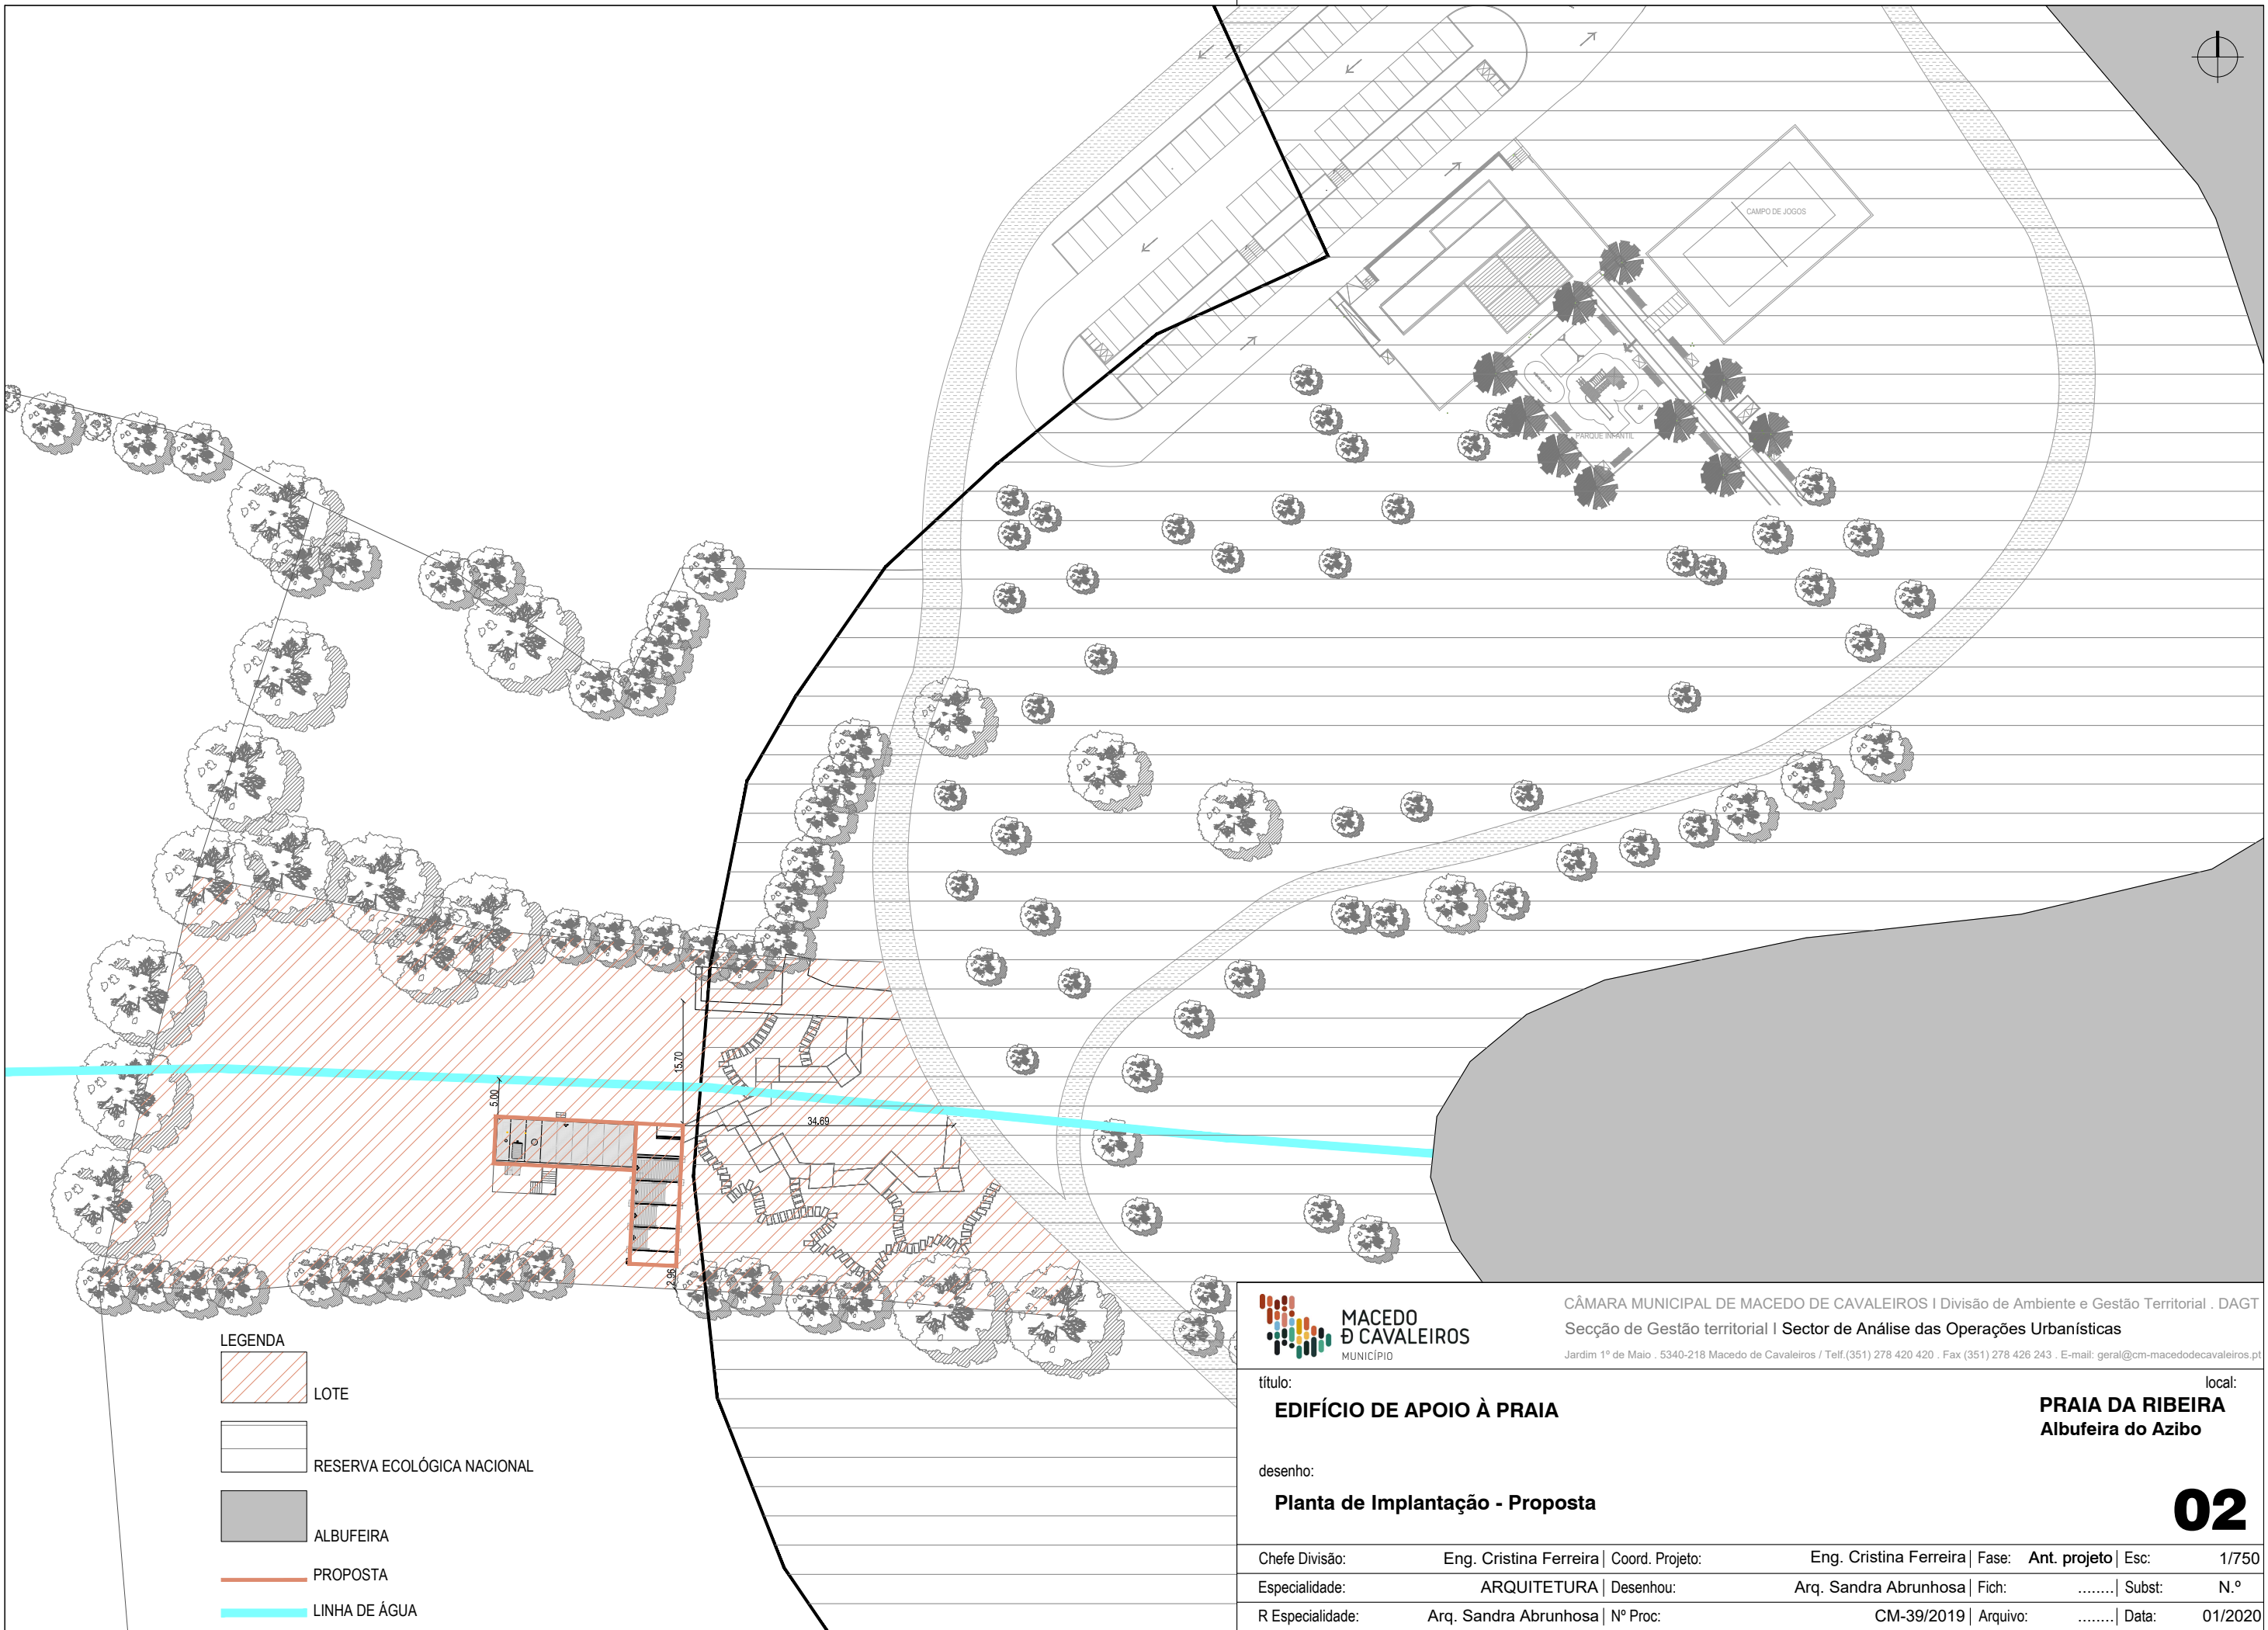 CAMPO DE JOGOS
PARQUE INFANTIL
15.70
5.00
34.69
2.96
LEGENDA
LOTE
RESERVA ECOLÓGICA NACIONAL
ALBUFEIRA
PROPOSTA
LINHA DE ÁGUA
MACEDO
Ð CAVALEIROS
MUNICÍPIO
CÂMARA MUNICIPAL DE MACEDO DE CAVALEIROS I Divisão de Ambiente e Gestão Territorial . DAGT
Secção de Gestão territorial I Sector de Análise das Operações Urbanísticas
Jardim 1º de Maio . 5340-218 Macedo de Cavaleiros / Telf.(351) 278 420 420 . Fax (351) 278 426 243 . E-mail: geral@cm-macedodecavaleiros.pt
título:
EDIFÍCIO DE APOIO À PRAIA
local:
PRAIA DA RIBEIRA
Albufeira do Azibo
desenho:
Planta de Implantação - Proposta
02
Chefe Divisão: Eng. Cristina Ferreira Coord. Projeto: Eng. Cristina Ferreira Fase: Ant. projeto Esc: 1/750
Especialidade: ARQUITETURA Desenhou: Arq. Sandra Abrunhosa Fich: ........ Subst: N.º
R Especialidade: Arq. Sandra Abrunhosa Nº Proc: CM-39/2019 Arquivo: ........ Data: 01/2020